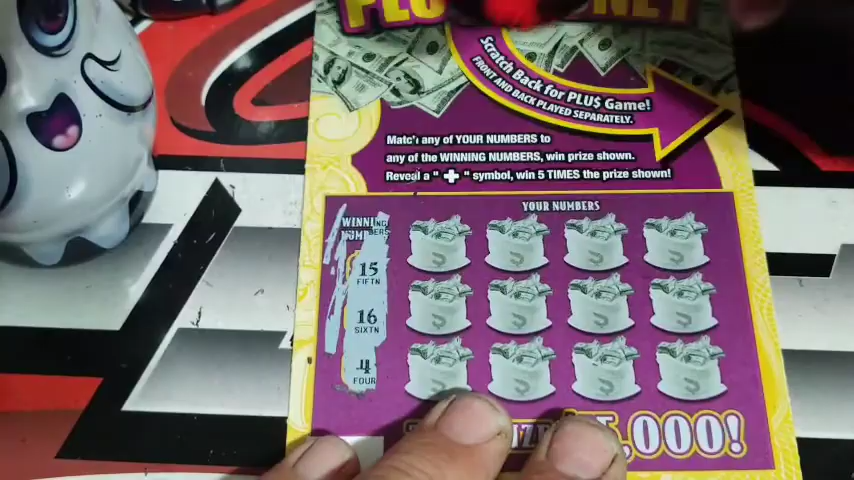 Scratch Back for PLU$ Game!
FRONT AND BACK PLAYED SEPARATELY.
Match any of YOUR NUMBERS to
any of the WINNING NUMBERS, win prize shown.
Reveal a " + " symbol, win 5 TIMES the prize shown!
YOUR NUMBERS
WINNING
NUMBERS
15
FIFTN
16
SIXTN
4
FOUR